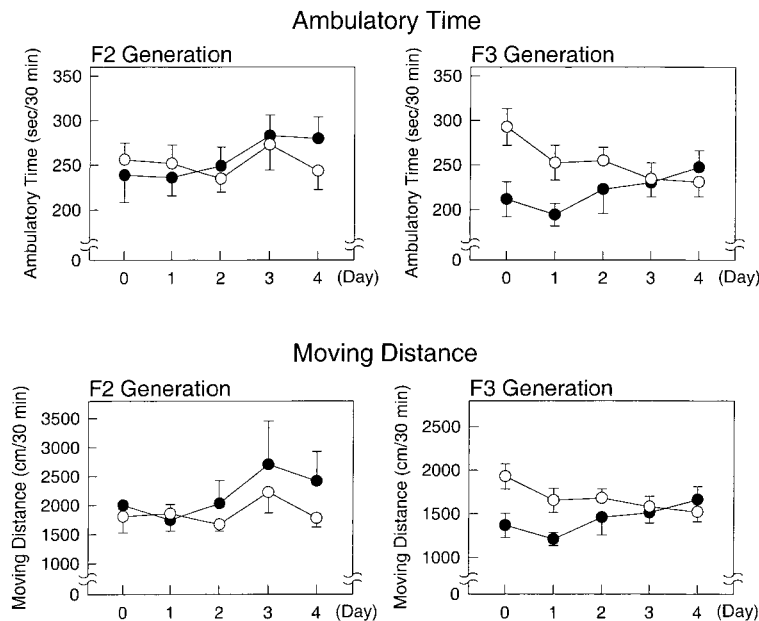 Ambulatory Time
F2 Generation
Ambulatory Time (sec/30 min)
350
300
250
200
0
0 1 2 3 4 (Day)
F3 Generation
Ambulatory Time (sec/30 min)
350
300
250
200
0
0 1 2 3 4 (Day)
Moving Distance
F2 Generation
Moving Distance (cm/30 min)
3500
3000
2500
2000
1500
1000
0
0 1 2 3 4 (Day)
F3 Generation
Moving Distance (cm/30 min)
2500
2000
1500
1000
0
0 1 2 3 4 (Day)